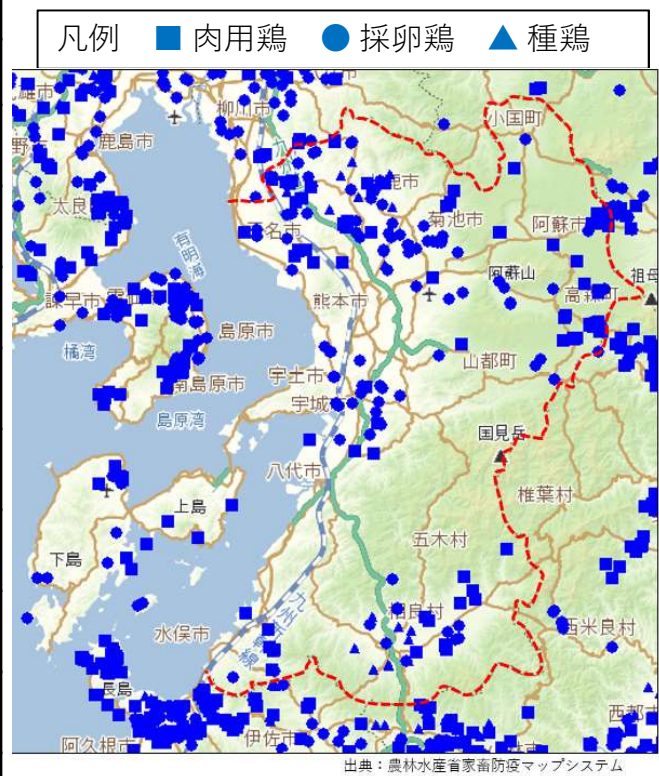 凡例 ■ 肉用鶏 ● 採卵鶏 ▲ 種鶏
柳川市
小国町
鹿島市
太良
菊池市
阿蘇市
有明海
阿蘇山
高森町
諫早市
熊本市
島原市
橘湾
山都町
宇土市
南島原市
宇城
島原湾
国見岳
八代市
椎葉村
上島
五木村
下島
相良村
水俣市
西米良村
長島
伊佐市
阿久根市
出典：農林水産省家畜防疫マップシステム